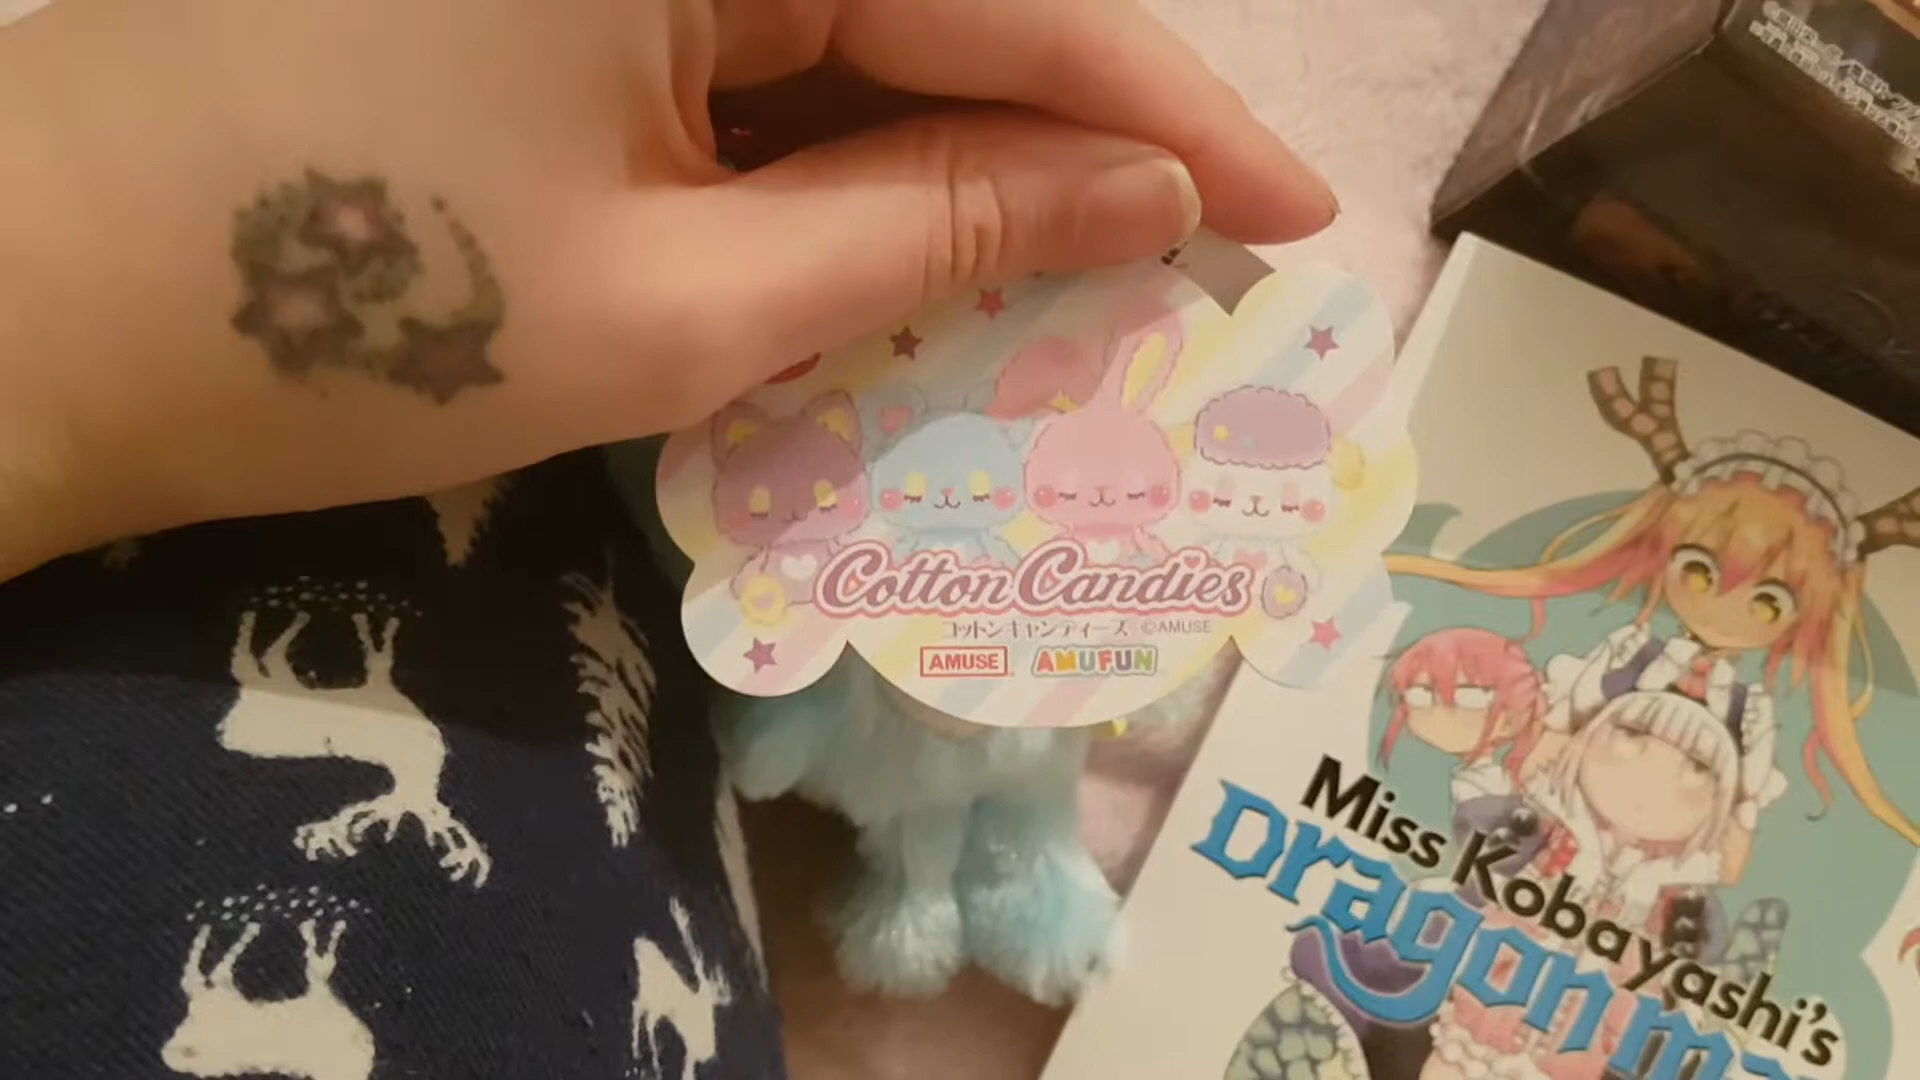 Cotton Candies
コットンキャンディーズ ©AMUSE
AMUSE AMUFUN
Miss Kobayashi's
Dragon